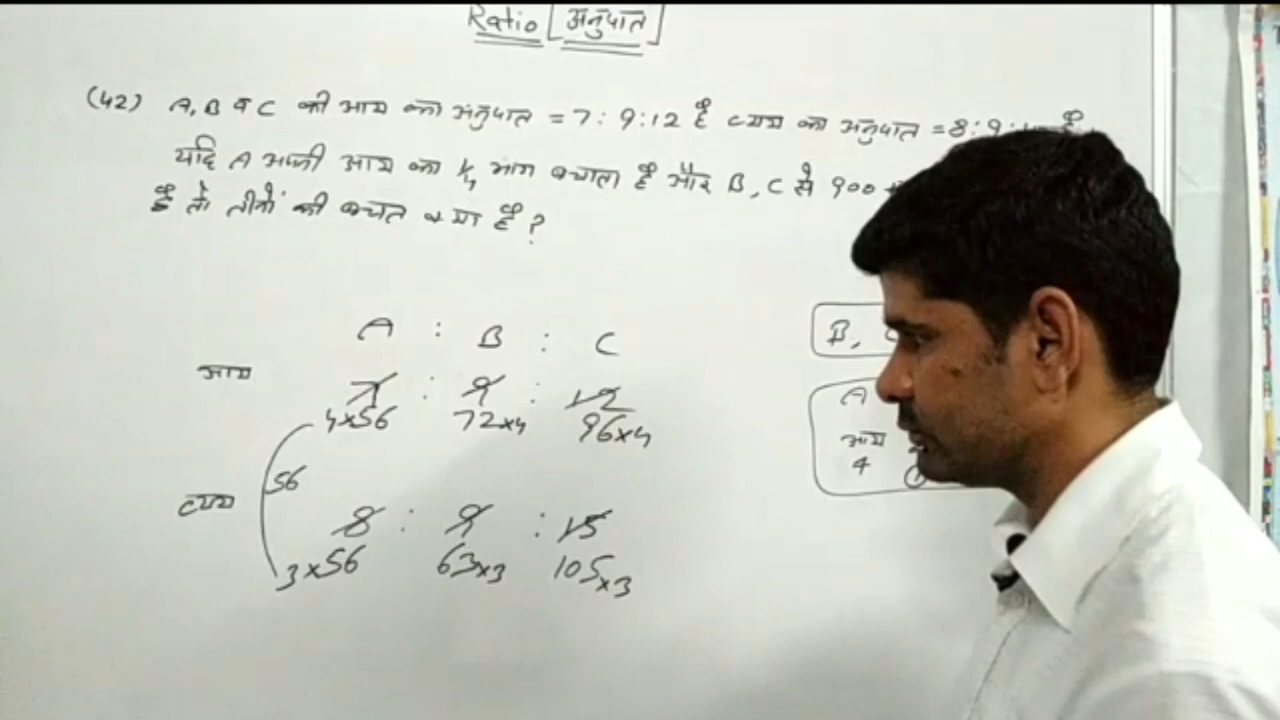 Ratio [अनुपात]
(42) A, B व C की आय का अनुपात = 7 : 9 : 12 है व्यय का अनुपात = 8 : 9 :
यदि A अपनी आय का 1/4 भाग बचाता है और B, C से 900
है तो तीनों की बचत क्या है ?
A : B : C
B,
आय 7 : 9 : 12
A
4×56 72×4 96×4
आय
4 1
56
व्यय 8 : 9 : 15
3×56 63×3 105×3